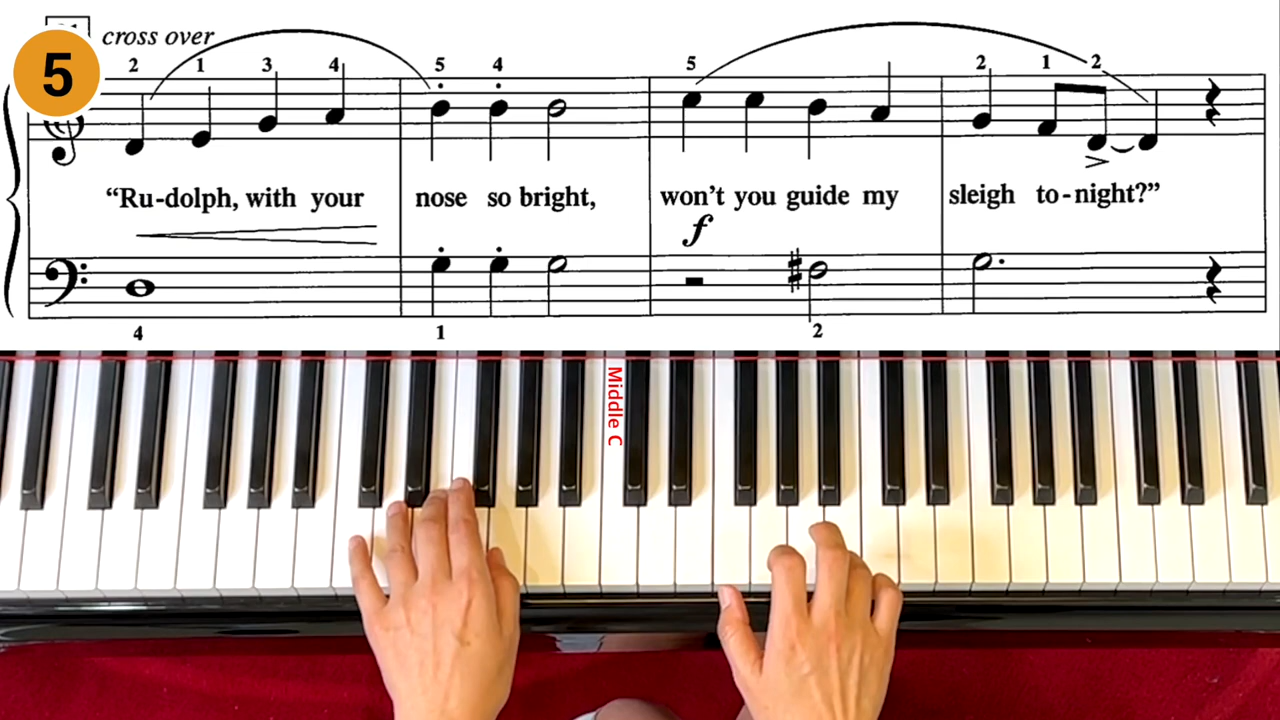 5
cross over
2 1 3 4 5 4 5 2 1 2
“Ru-dolph, with your nose so bright, won’t you guide my sleigh to-night?”
f
4 1 2
Middle C